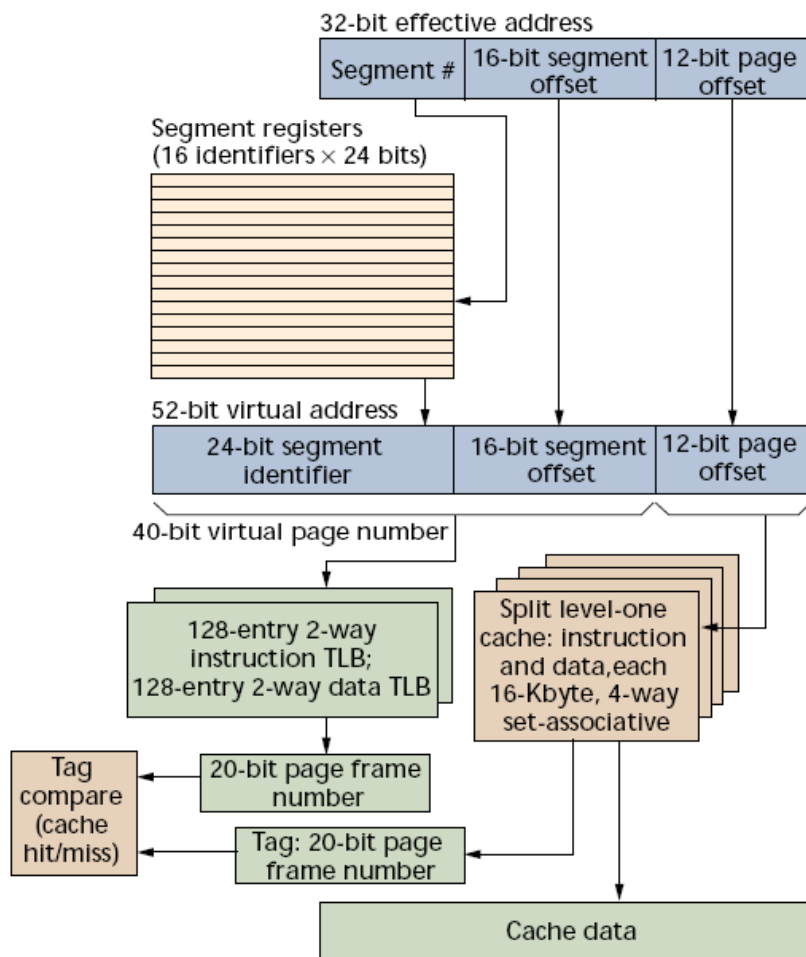 32-bit effective address
Segment #
16-bit segment
offset
12-bit page
offset
Segment registers
(16 identifiers × 24 bits)
52-bit virtual address
24-bit segment
identifier
16-bit segment
offset
12-bit page
offset
40-bit virtual page number
128-entry 2-way
instruction TLB;
128-entry 2-way data TLB
Split level-one
cache: instruction
and data,each
16-Kbyte, 4-way
set-associative
Tag
compare
(cache
hit/miss)
20-bit page frame
number
Tag: 20-bit page
frame number
Cache data